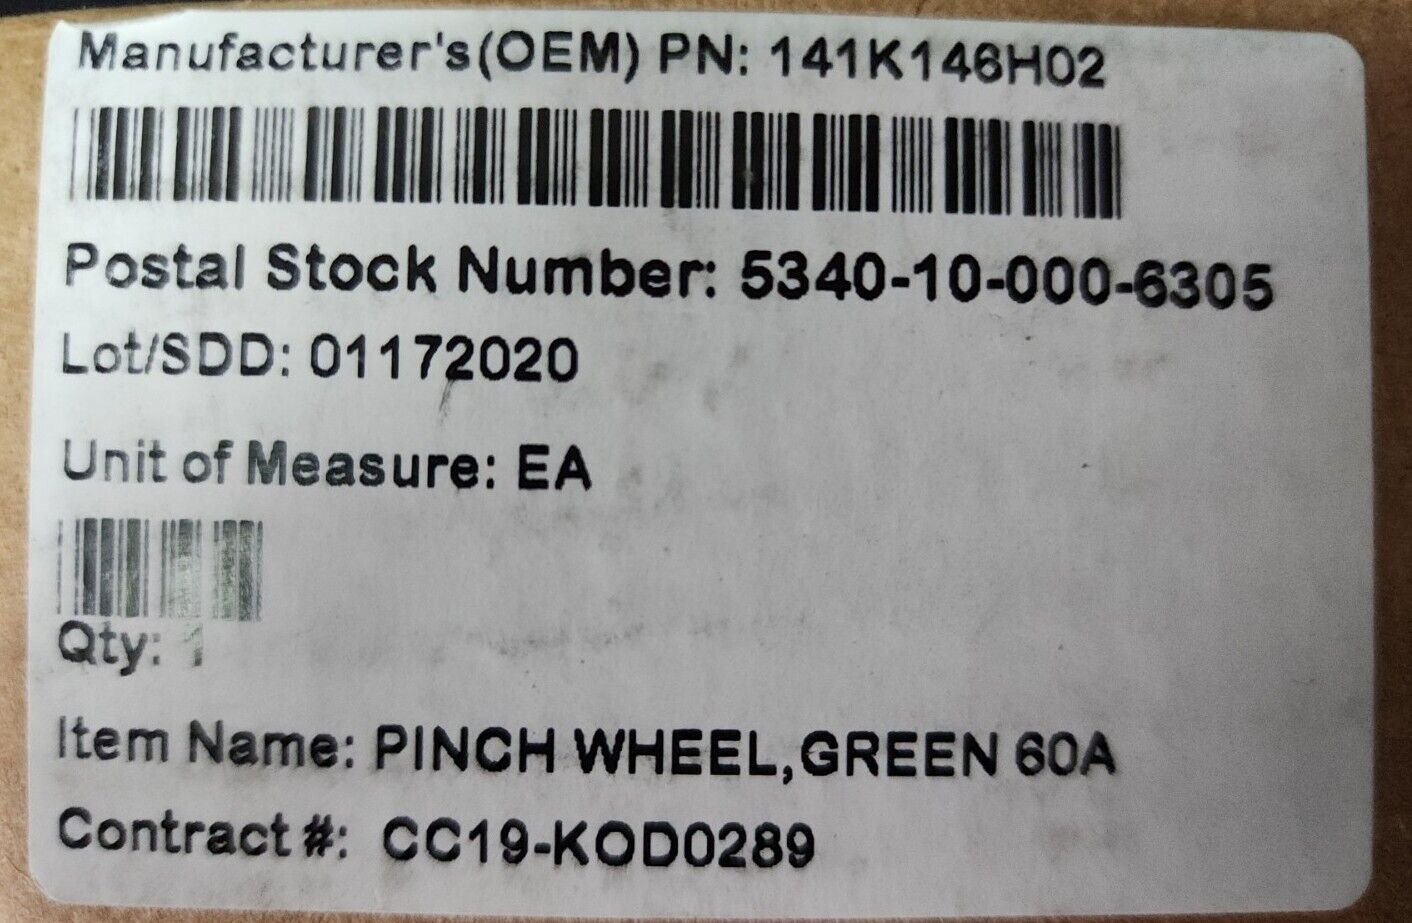 Manufacturer's(OEM) PN: 141K146H02
Postal Stock Number: 5340-10-000-6305
Lot/SDD: 01172020
Unit of Measure: EA
Qty: 1
Item Name: PINCH WHEEL,GREEN 60A
Contract #: CC19-KOD0289